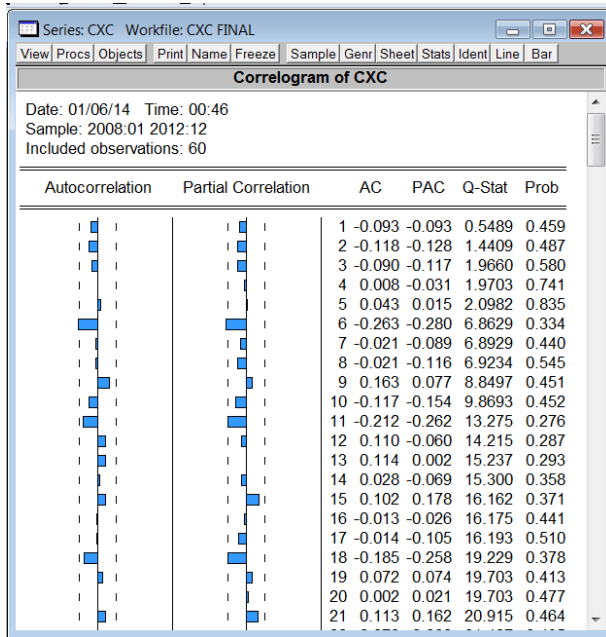 Series: CXC Workfile: CXC FINAL
View Procs Objects Print Name Freeze Sample Genr Sheet Stats Ident Line Bar
Correlogram of CXC
Date: 01/06/14 Time: 00:46
Sample: 2008:01 2012:12
Included observations: 60
Autocorrelation Partial Correlation AC PAC Q-Stat Prob
1 -0.093 -0.093 0.5489 0.459
2 -0.118 -0.128 1.4409 0.487
3 -0.090 -0.117 1.9660 0.580
4 0.008 -0.031 1.9703 0.741
5 0.043 0.015 2.0982 0.835
6 -0.263 -0.280 6.8629 0.334
7 -0.021 -0.089 6.8929 0.440
8 -0.021 -0.116 6.9234 0.545
9 0.163 0.077 8.8497 0.451
10 -0.117 -0.154 9.8693 0.452
11 -0.212 -0.262 13.275 0.276
12 0.110 -0.060 14.215 0.287
13 0.114 0.002 15.237 0.293
14 0.028 -0.069 15.300 0.358
15 0.102 0.178 16.162 0.371
16 -0.013 -0.026 16.175 0.441
17 -0.014 -0.105 16.193 0.510
18 -0.185 -0.258 19.229 0.378
19 0.072 0.074 19.703 0.413
20 0.002 0.021 19.703 0.477
21 0.113 0.162 20.915 0.464